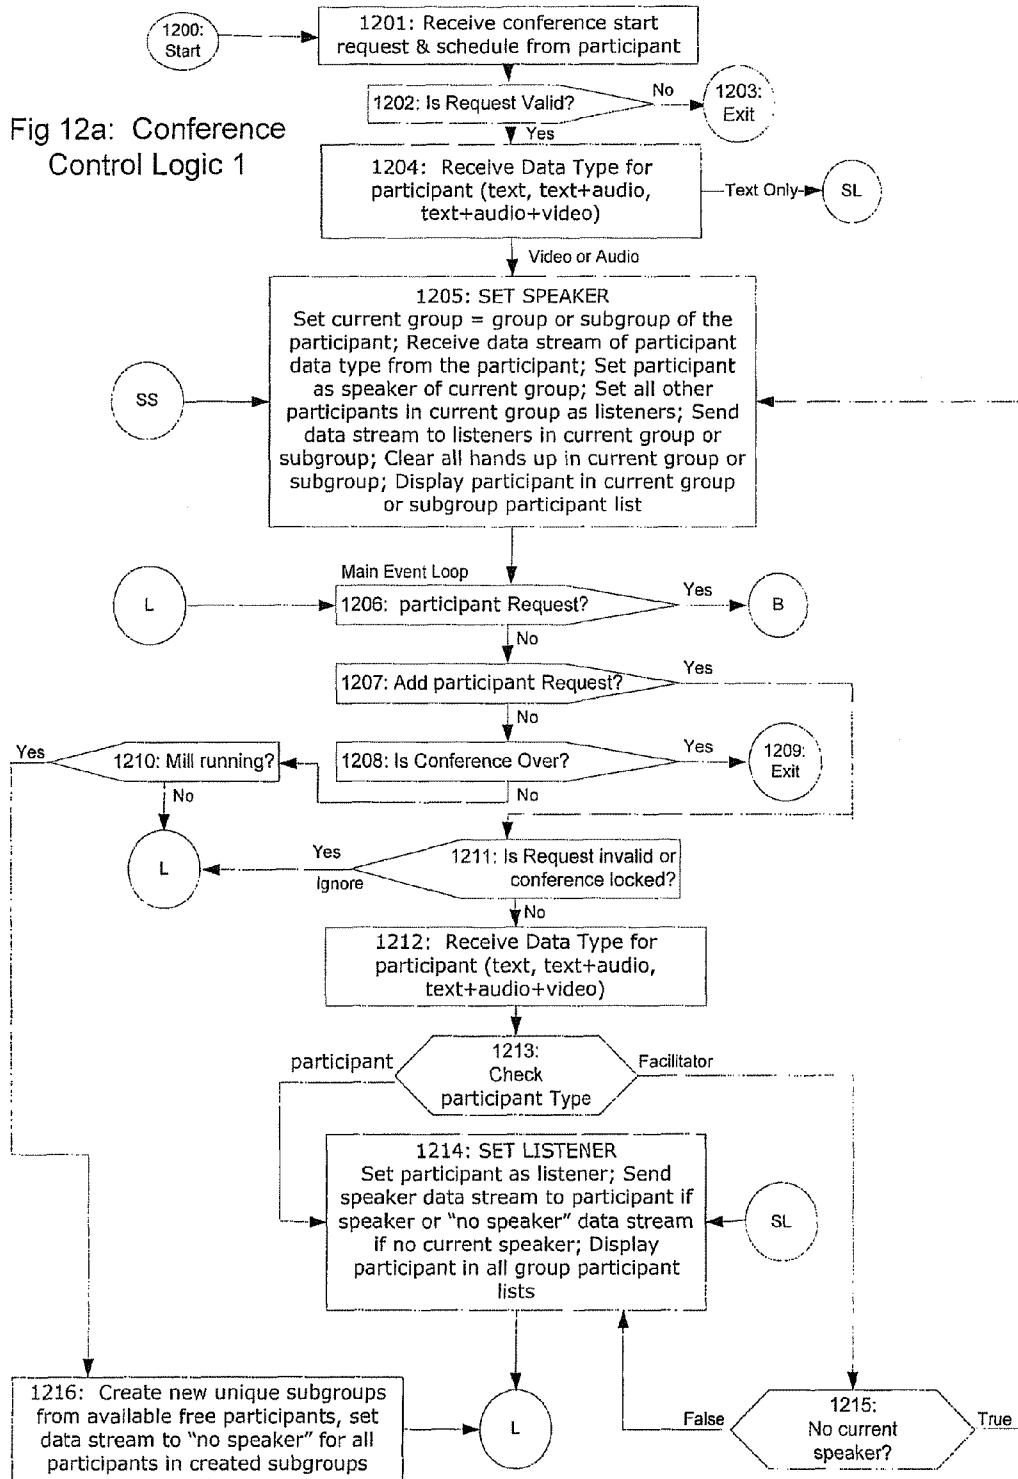 1200:
Start
1201: Receive conference start
request & schedule from participant
1202: Is Request Valid?
No
1203:
Exit
Yes
Fig 12a: Conference
Control Logic 1
1204: Receive Data Type for
participant (text, text+audio,
text+audio+video)
Text Only
SL
Video or Audio
1205: SET SPEAKER
Set current group = group or subgroup of the
participant; Receive data stream of participant
data type from the participant; Set participant
as speaker of current group; Set all other
participants in current group as listeners; Send
data stream to listeners in current group or
subgroup; Clear all hands up in current group or
subgroup; Display participant in current group
or subgroup participant list
SS
Main Event Loop
L
1206: participant Request?
Yes
B
No
1207: Add participant Request?
Yes
No
Yes
1210: Mill running?
1208: Is Conference Over?
Yes
1209:
Exit
No
No
L
Yes
Ignore
1211: Is Request invalid or
conference locked?
No
1212: Receive Data Type for
participant (text, text+audio,
text+audio+video)
participant
1213:
Check
participant Type
Facilitator
1214: SET LISTENER
Set participant as listener; Send
speaker data stream to participant if
speaker or “no speaker” data stream
if no current speaker; Display
participant in all group participant
lists
SL
1216: Create new unique subgroups
from available free participants, set
data stream to “no speaker” for all
participants in created subgroups
L
False
1215:
No current
speaker?
True